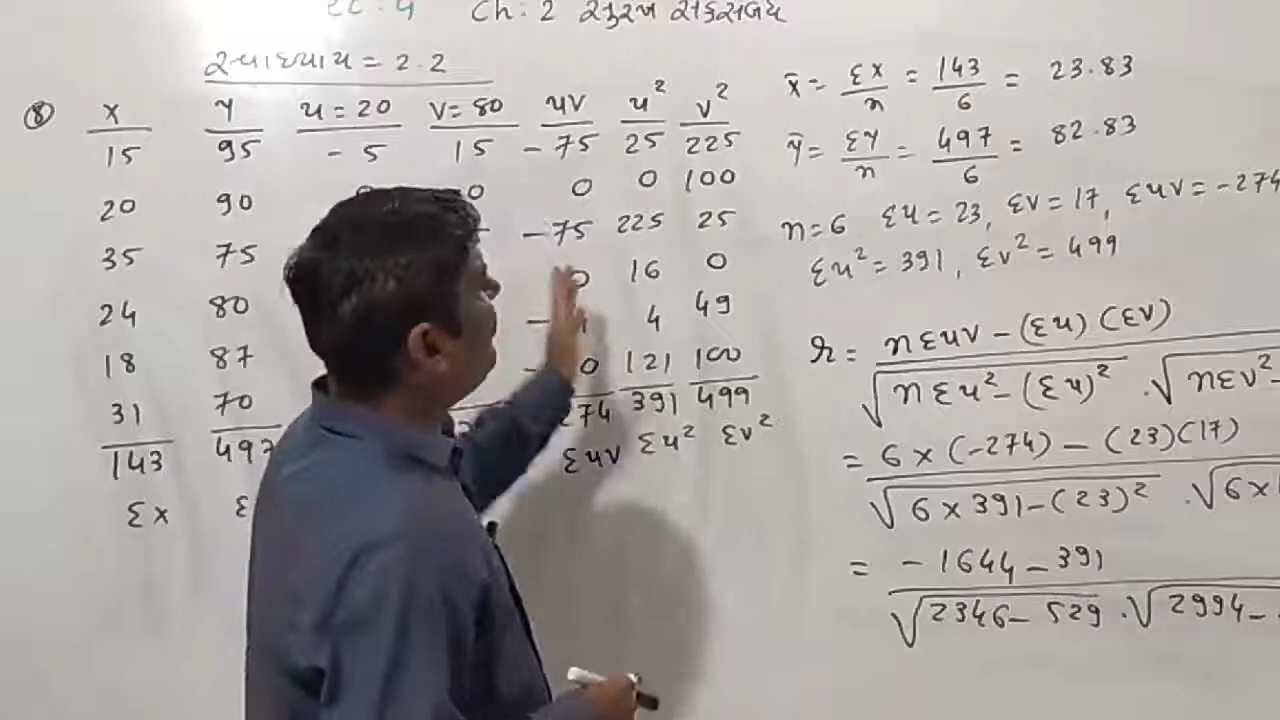 Ch: 2 સુરેખ સહસંબંધ
સ્વાધ્યાય = 2.2
x y u = 20 v = 80 uv u² v²
15 95 - 5 15 - 75 25 225
20 90 0 0 100
35 75 - 75 225 25
24 80 0 16 0
18 87 4 49
31 70 0 121 100
143 497 274 391 499
Σx Σuv Σu² Σv²
x̄ = Σx/n = 143/6 = 23.83
ȳ = Σy/n = 497/6 = 82.83
n = 6 Σu = 23, Σv = 17, Σuv = -274
Σu² = 391, Σv² = 499
r = nΣuv - (Σu) (Σv) / √nΣu² - (Σu)² . √nΣv² -
= 6 × (-274) - (23)(17) / √6 × 391 - (23)² . √6 ×
= - 1644 - 391 / √2346 - 529 . √2994 -